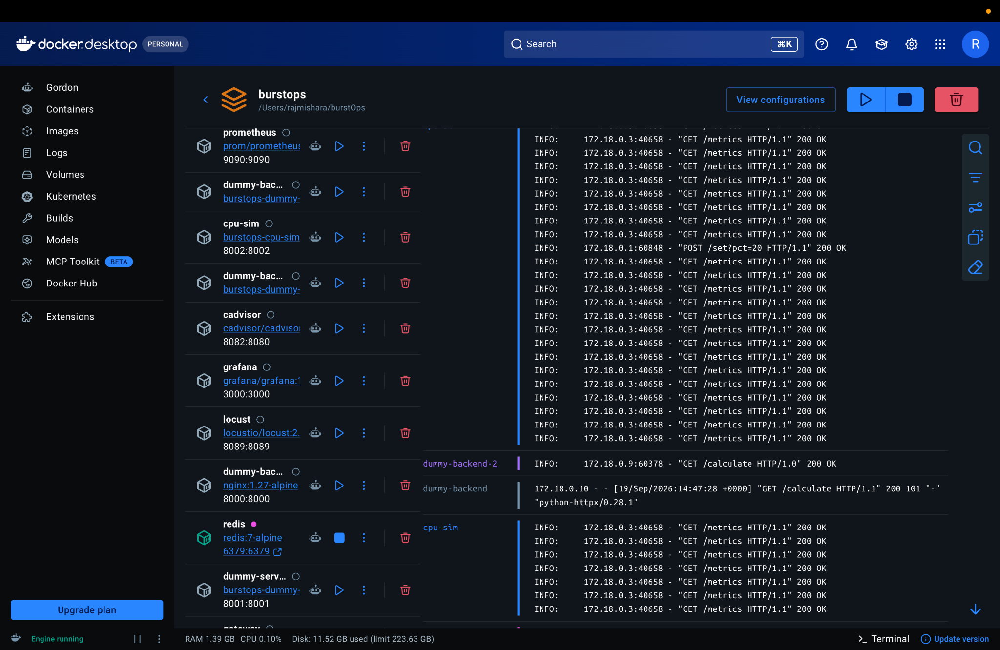 docker.desktop PERSONAL
Search
⌘K
R
Gordon
Containers
Images
Logs
Volumes
Kubernetes
Builds
Models
MCP Toolkit BETA
Docker Hub
Extensions
Upgrade plan
burstops
/Users/rajmishara/burstOps
View configurations
prometheus
prom/prometheus
9090:9090
dummy-bac...
burstops-dummy-
cpu-sim
burstops-cpu-sim
8002:8002
dummy-bac...
burstops-dummy-
cadvisor
cadvisor/cadvisor
8082:8080
grafana
grafana/grafana:1
3000:3000
locust
locustio/locust:2.
8089:8089
dummy-bac...
nginx:1.27-alpine
8000:8000
redis
redis:7-alpine
6379:6379
dummy-serv...
burstops-dummy-
8001:8001
INFO: 172.18.0.3:40658 - "GET /metrics HTTP/1.1" 200 OK
INFO: 172.18.0.3:40658 - "GET /metrics HTTP/1.1" 200 OK
INFO: 172.18.0.3:40658 - "GET /metrics HTTP/1.1" 200 OK
INFO: 172.18.0.3:40658 - "GET /metrics HTTP/1.1" 200 OK
INFO: 172.18.0.3:40658 - "GET /metrics HTTP/1.1" 200 OK
INFO: 172.18.0.3:40658 - "GET /metrics HTTP/1.1" 200 OK
INFO: 172.18.0.3:40658 - "GET /metrics HTTP/1.1" 200 OK
INFO: 172.18.0.3:40658 - "GET /metrics HTTP/1.1" 200 OK
INFO: 172.18.0.1:60848 - "POST /set?pct=20 HTTP/1.1" 200 OK
INFO: 172.18.0.3:40658 - "GET /metrics HTTP/1.1" 200 OK
INFO: 172.18.0.3:40658 - "GET /metrics HTTP/1.1" 200 OK
INFO: 172.18.0.3:40658 - "GET /metrics HTTP/1.1" 200 OK
INFO: 172.18.0.3:40658 - "GET /metrics HTTP/1.1" 200 OK
INFO: 172.18.0.3:40658 - "GET /metrics HTTP/1.1" 200 OK
INFO: 172.18.0.3:40658 - "GET /metrics HTTP/1.1" 200 OK
INFO: 172.18.0.3:40658 - "GET /metrics HTTP/1.1" 200 OK
INFO: 172.18.0.3:40658 - "GET /metrics HTTP/1.1" 200 OK
INFO: 172.18.0.3:40658 - "GET /metrics HTTP/1.1" 200 OK
INFO: 172.18.0.3:40658 - "GET /metrics HTTP/1.1" 200 OK
INFO: 172.18.0.3:40658 - "GET /metrics HTTP/1.1" 200 OK
INFO: 172.18.0.3:40658 - "GET /metrics HTTP/1.1" 200 OK
INFO: 172.18.0.3:40658 - "GET /metrics HTTP/1.1" 200 OK
INFO: 172.18.0.3:40658 - "GET /metrics HTTP/1.1" 200 OK
dummy-backend-2 INFO: 172.18.0.9:60378 - "GET /calculate HTTP/1.0" 200 OK
dummy-backend 172.18.0.10 - - [19/Sep/2026:14:47:28 +0000] "GET /calculate HTTP/1.1" 200 101 "-"
"python-httpx/0.28.1"
cpu-sim INFO: 172.18.0.3:40658 - "GET /metrics HTTP/1.1" 200 OK
INFO: 172.18.0.3:40658 - "GET /metrics HTTP/1.1" 200 OK
INFO: 172.18.0.3:40658 - "GET /metrics HTTP/1.1" 200 OK
INFO: 172.18.0.3:40658 - "GET /metrics HTTP/1.1" 200 OK
INFO: 172.18.0.3:40658 - "GET /metrics HTTP/1.1" 200 OK
INFO: 172.18.0.3:40658 - "GET /metrics HTTP/1.1" 200 OK
INFO: 172.18.0.3:40658 - "GET /metrics HTTP/1.1" 200 OK
Engine running
RAM 1.39 GB CPU 0.10% Disk: 11.52 GB used (limit 223.63 GB)
Terminal
Update version